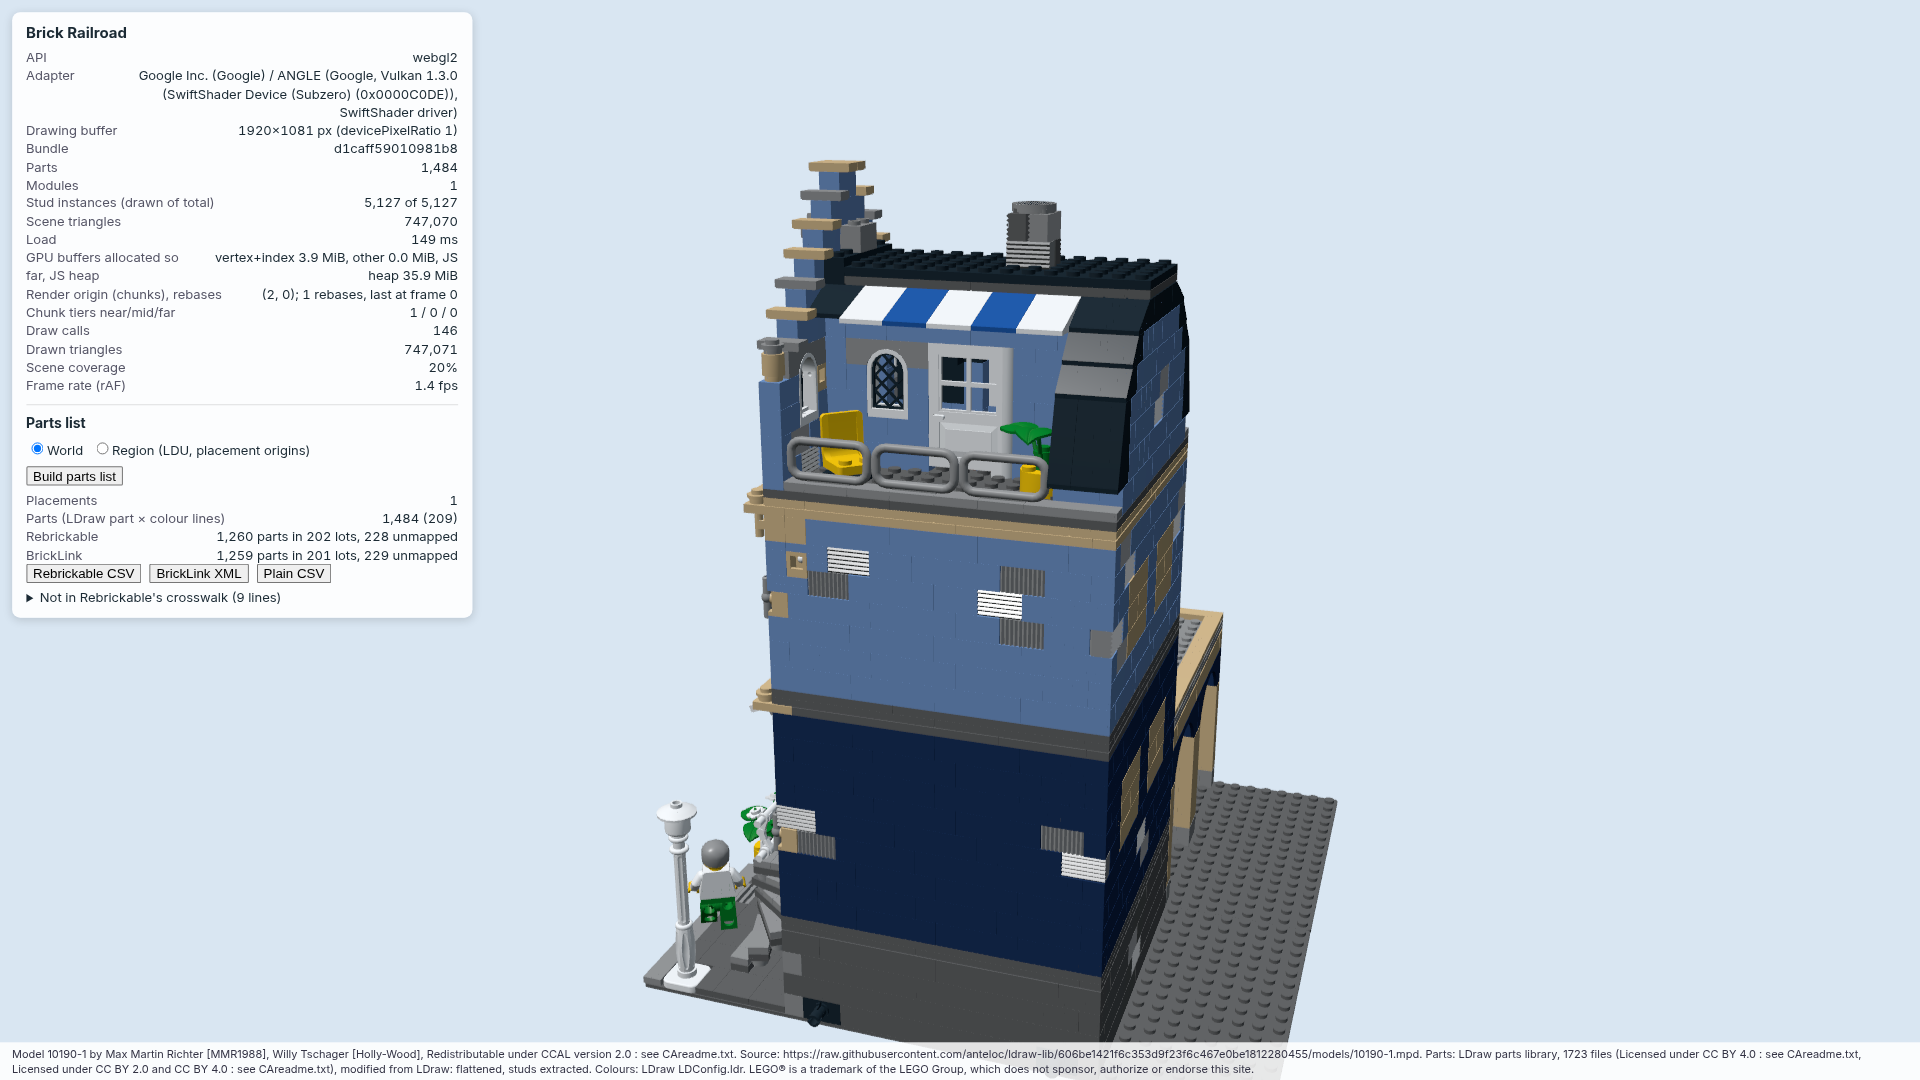 Brick Railroad
API webgl2
Adapter Google Inc. (Google) / ANGLE (Google, Vulkan 1.3.0
(SwiftShader Device (Subzero) (0x0000C0DE)),
SwiftShader driver)
Drawing buffer 1920×1081 px (devicePixelRatio 1)
Bundle d1caff59010981b8
Parts 1,484
Modules 1
Stud instances (drawn of total) 5,127 of 5,127
Scene triangles 747,070
Load 149 ms
GPU buffers allocated so vertex+index 3.9 MiB, other 0.0 MiB, JS
far, JS heap heap 35.9 MiB
Render origin (chunks), rebases (2, 0); 1 rebases, last at frame 0
Chunk tiers near/mid/far 1 / 0 / 0
Draw calls 146
Drawn triangles 747,071
Scene coverage 20%
Frame rate (rAF) 1.4 fps
Parts list
World Region (LDU, placement origins)
Build parts list
Placements 1
Parts (LDraw part × colour lines) 1,484 (209)
Rebrickable 1,260 parts in 202 lots, 228 unmapped
BrickLink 1,259 parts in 201 lots, 229 unmapped
Rebrickable CSV BrickLink XML Plain CSV
Not in Rebrickable's crosswalk (9 lines)
Model 10190-1 by Max Martin Richter [MMR1988], Willy Tschager [Holly-Wood], Redistributable under CCAL version 2.0 : see CAreadme.txt. Source: https://raw.githubusercontent.com/anteloc/ldraw-lib/606be1421f6c353d9f23f6c467e0be1812280455/models/10190-1.mpd. Parts: LDraw parts library, 1723 files (Licensed under CC BY 4.0 : see CAreadme.txt,
Licensed under CC BY 2.0 and CC BY 4.0 : see CAreadme.txt), modified from LDraw: flattened, studs extracted. Colours: LDraw LDConfig.ldr. LEGO® is a trademark of the LEGO Group, which does not sponsor, authorize or endorse this site.